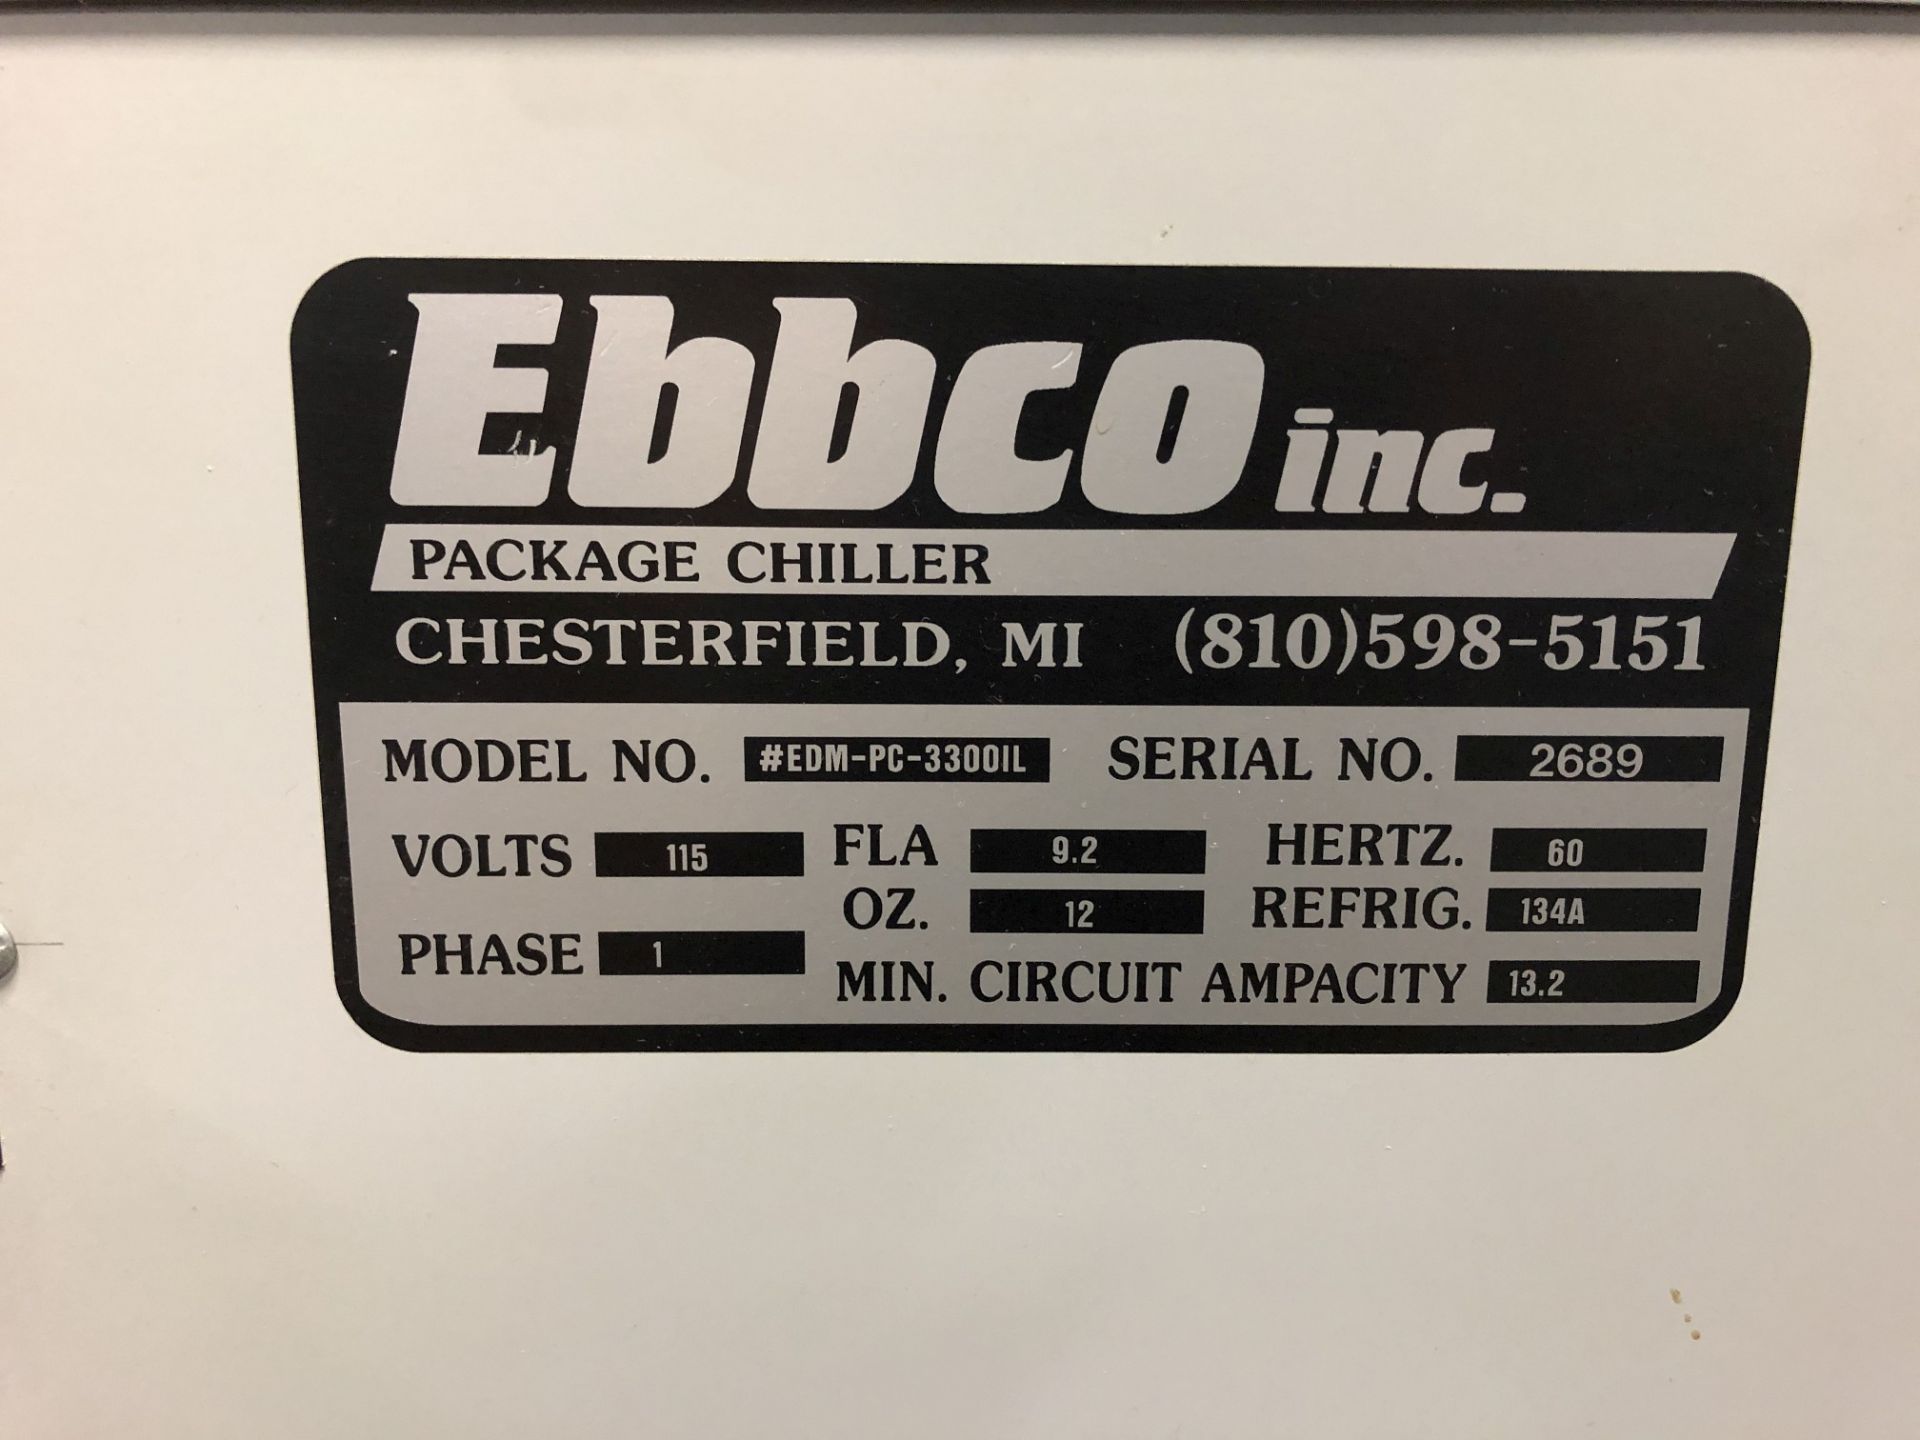 Ebbco inc.
PACKAGE CHILLER
CHESTERFIELD, MI (810)598-5151
MODEL NO. #EDM-PC-3300IL SERIAL NO. 2689
VOLTS 115 FLA 9.2 HERTZ. 60
OZ. 12 REFRIG. 134A
PHASE 1
MIN. CIRCUIT AMPACITY 13.2